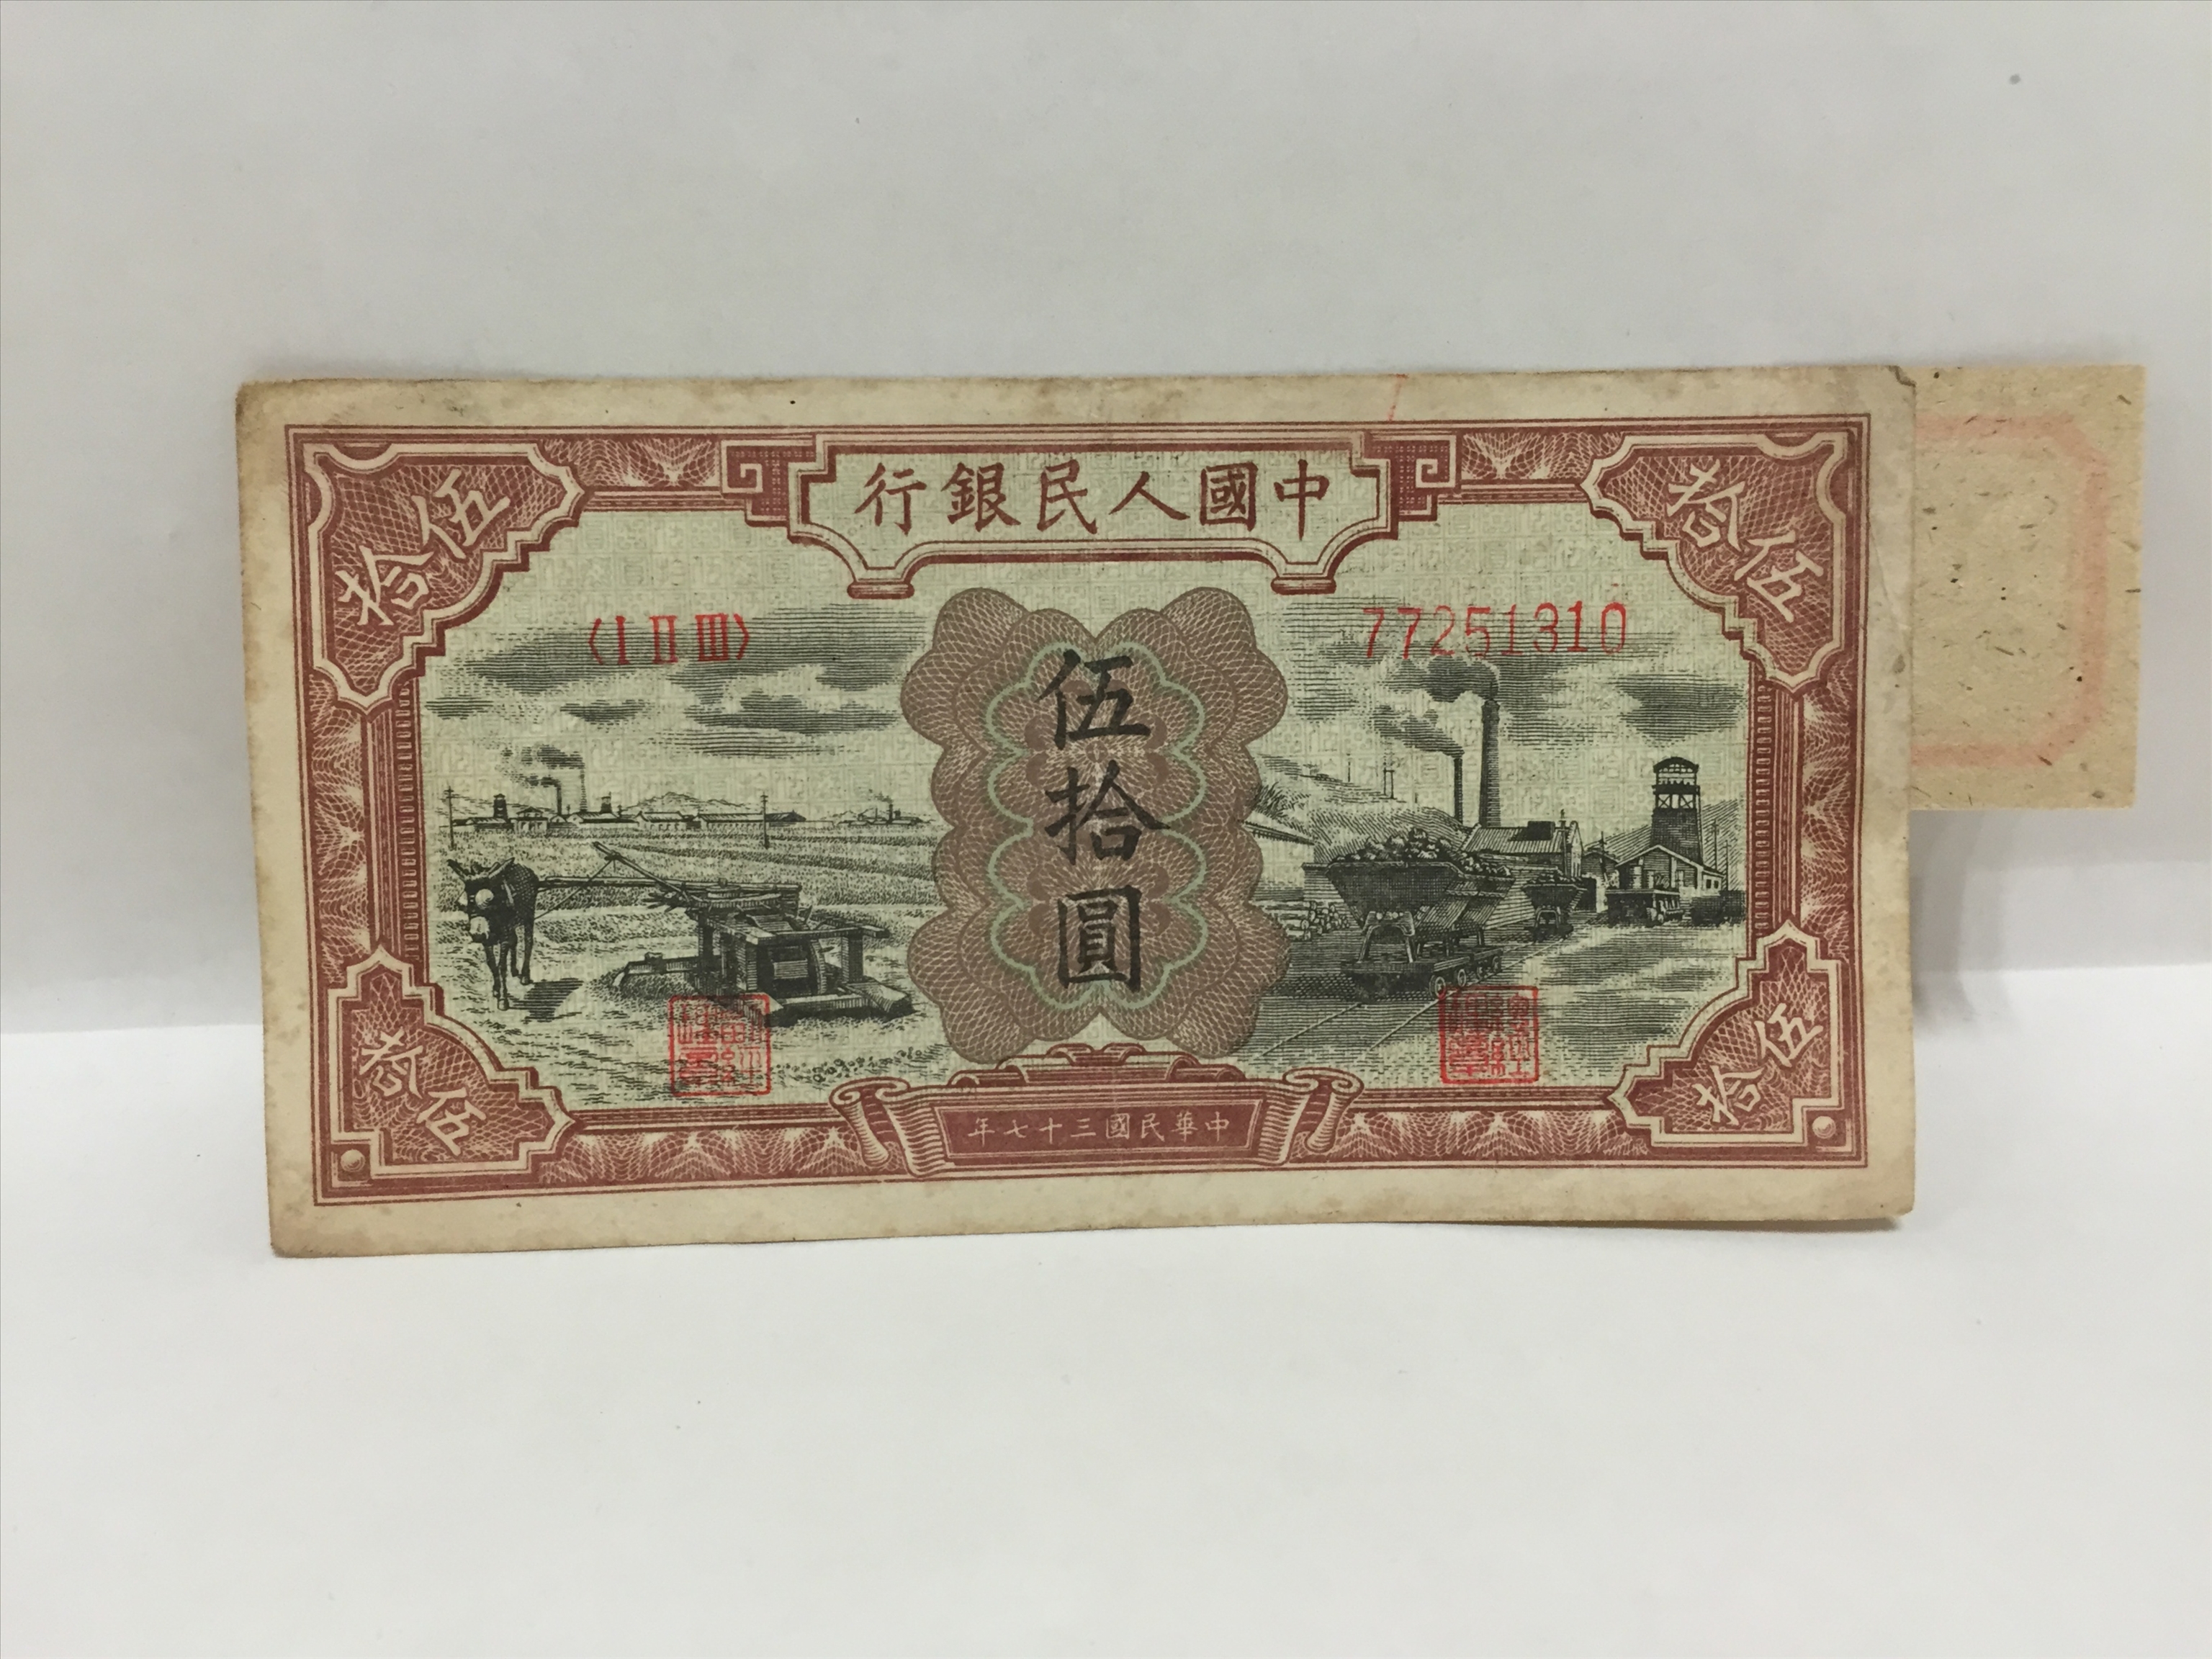 中國人民銀行
伍拾
伍拾
〈I II III〉
77251310
伍拾圓
伍拾
伍拾
中華民國三十七年